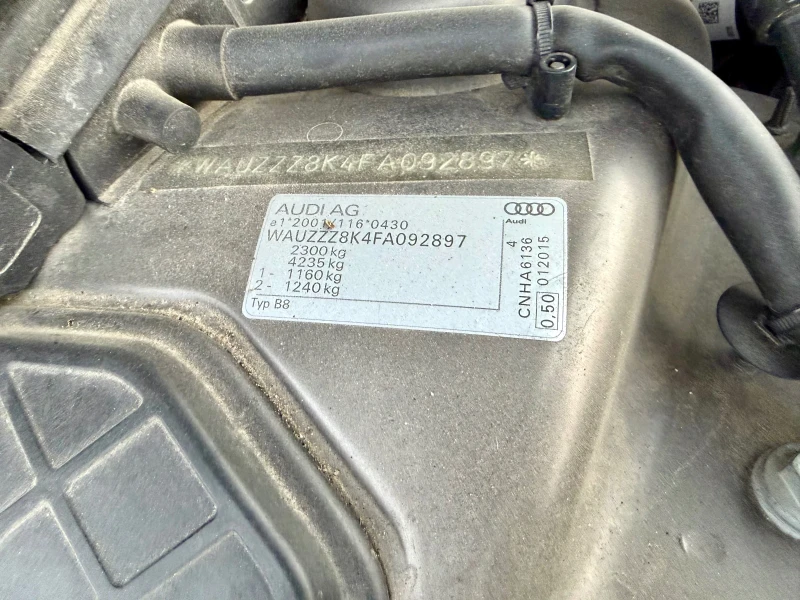 *WAUZZZ8K4FA092897*
AUDI AG
a1*2001/116*0430
WAUZZZ8K4FA092897
2300kg
4235kg
1- 1160kg
2- 1240kg
Typ B8
Audi
CNHA6136 4
0,50 012015